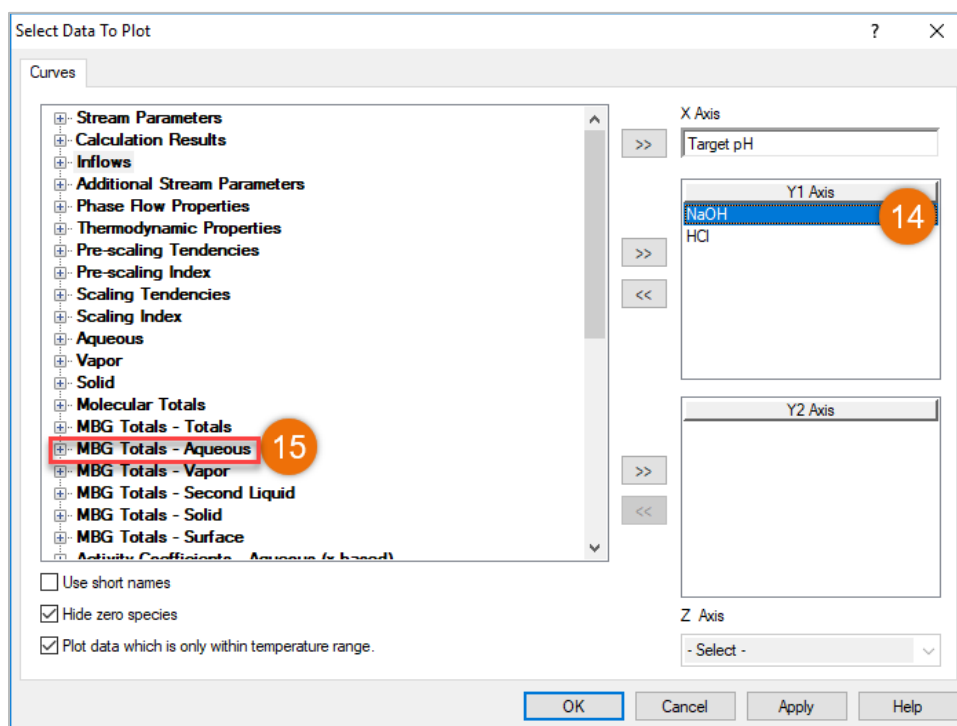 Select Data To Plot
?
Curves
Stream Parameters
Calculation Results
Inflows
Additional Stream Parameters
Phase Flow Properties
Thermodynamic Properties
Pre-scaling Tendencies
Pre-scaling Index
Scaling Tendencies
Scaling Index
Aqueous
Vapor
Solid
Molecular Totals
MBG Totals - Totals
MBG Totals - Aqueous
15
MBG Totals - Vapor
MBG Totals - Second Liquid
MBG Totals - Solid
MBG Totals - Surface
Activity Coefficients - Aqueous (x based)
Use short names
Hide zero species
Plot data which is only within temperature range.
X Axis
>>
Target pH
Y1 Axis
NaOH
14
HCl
>>
<<
Y2 Axis
>>
<<
Z Axis
- Select -
OK
Cancel
Apply
Help